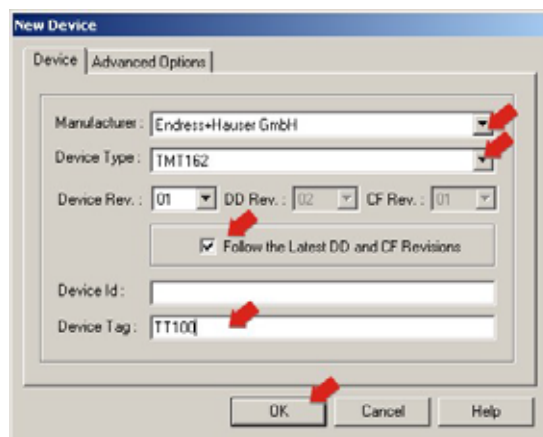 New Device
Device Advanced Options
Manufacturer : Endress+Hauser GmbH
Device Type : TMT162
Device Rev. : 01 DD Rev. : 02 CF Rev. : 01
Follow the Latest DD and CF Revisions
Device Id :
Device Tag : TT100
OK Cancel Help